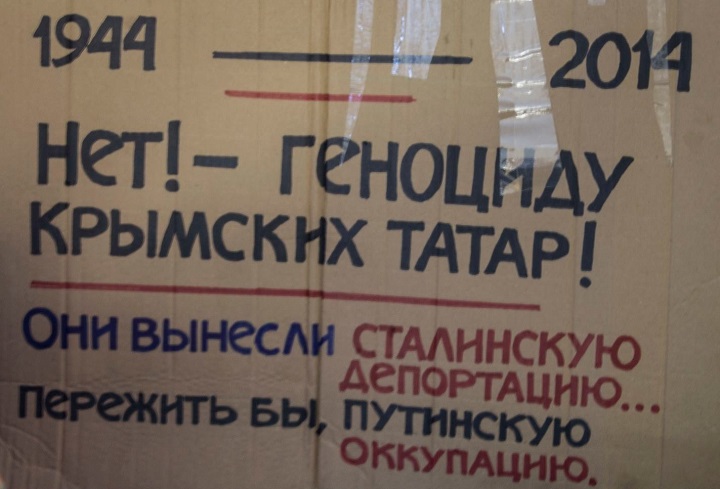 1944 — 2014
Нет! – геноциду
крымских татар!
Они вынесли сталинскую
депортацию...
пережить бы, путинскую
оккупацию.